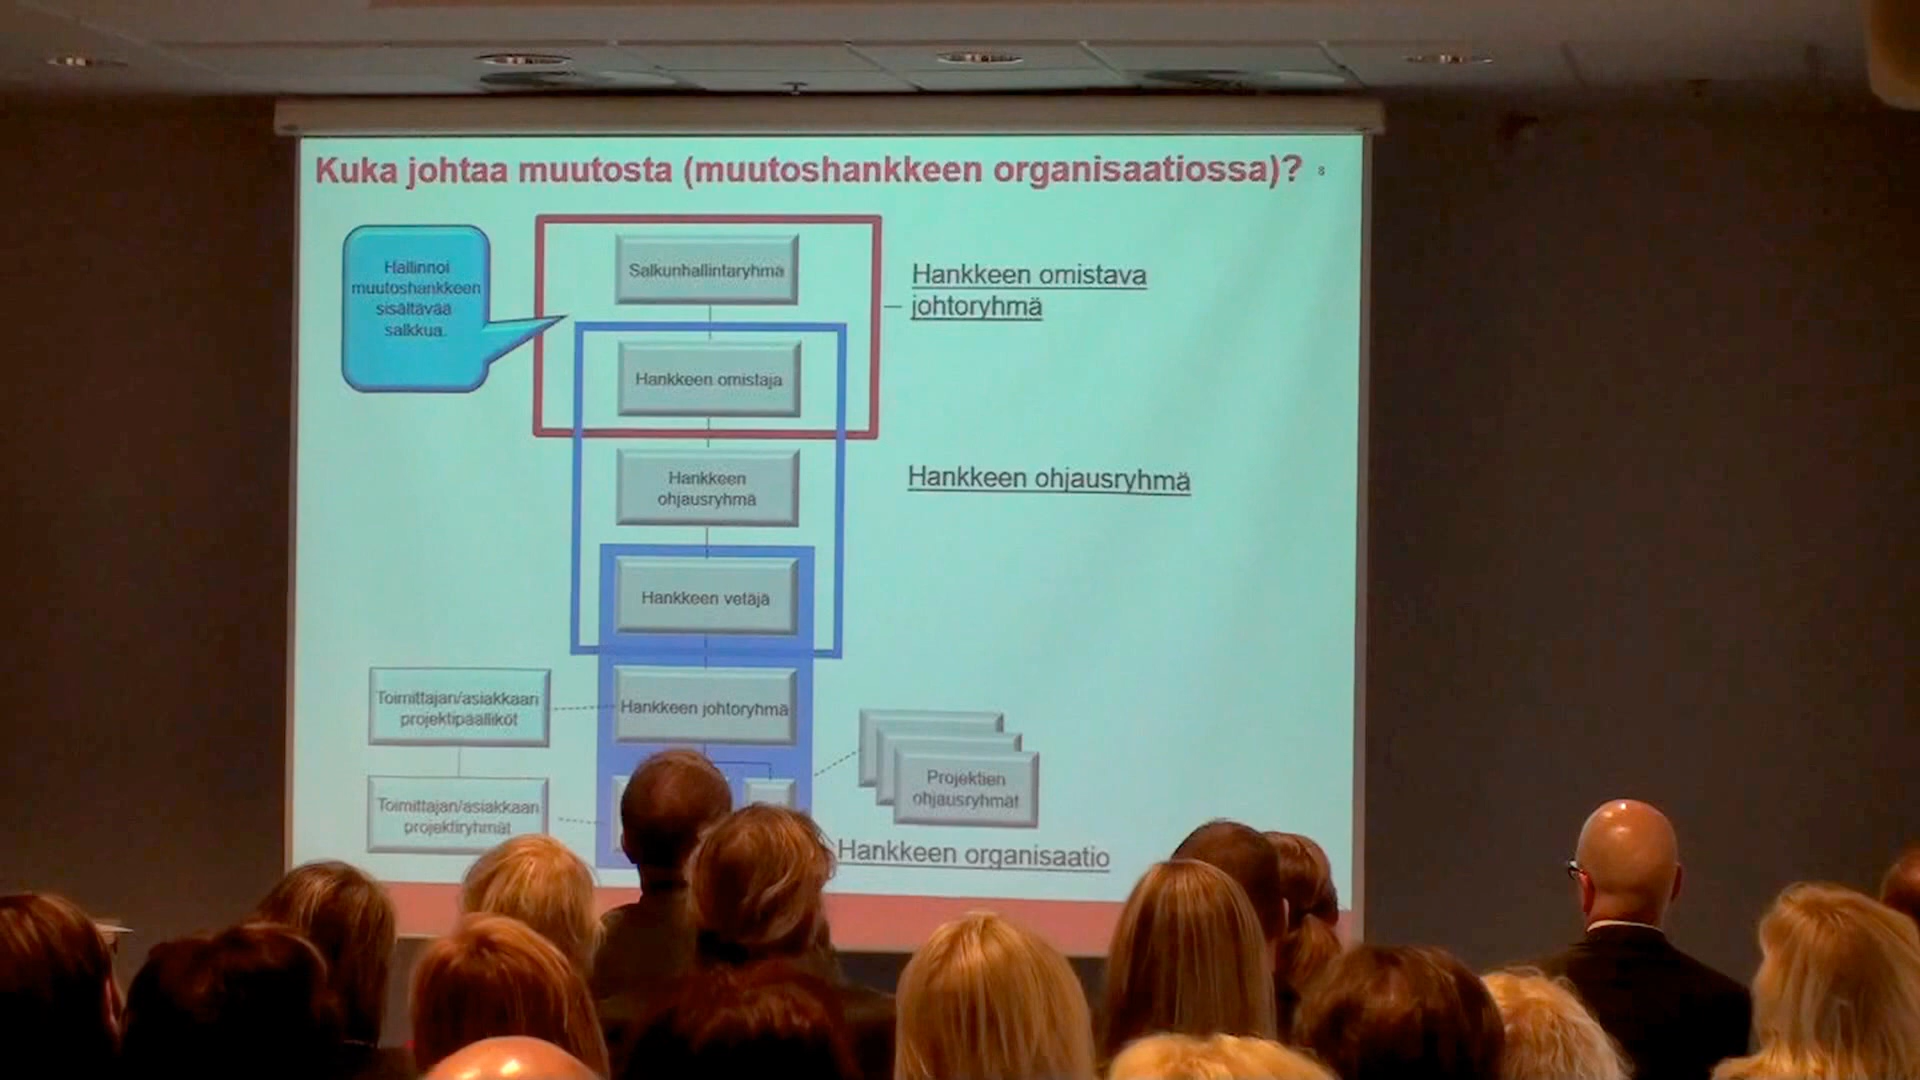 Kuka johtaa muutosta (muutoshankkeen organisaatiossa)? 8
Hallinnoi
muutoshankkeen
sisältävää
salkkua.
Salkunhallintaryhmä
Hankkeen omistava
johtoryhmä
Hankkeen omistaja
Hankkeen
ohjausryhmä
Hankkeen ohjausryhmä
Hankkeen vetäjä
Toimittajan/asiakkaan
projektipäälliköt
Hankkeen johtoryhmä
Toimittajan/asiakkaan
projektiryhmät
Projektien
ohjausryhmät
Hankkeen organisaatio